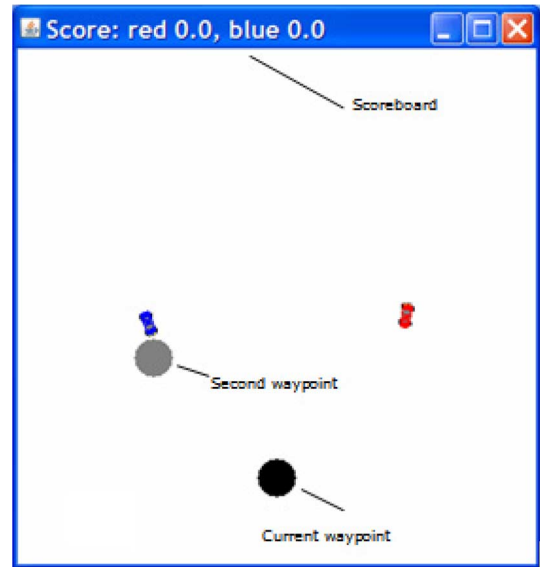 Score: red 0.0, blue 0.0
Scoreboard
Second waypoint
Current waypoint